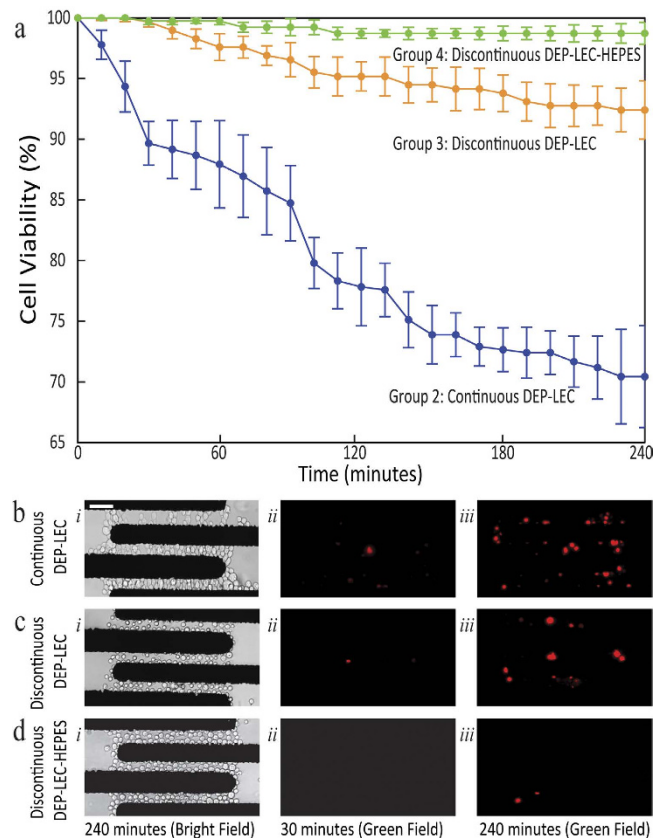 a
100
95
90
85
80
75
70
65
Cell Viability (%)
Group 4: Discontinuous DEP-LEC-HEPES
Group 3: Discontinuous DEP-LEC
Group 2: Continuous DEP-LEC
0
60
120
180
240
Time (minutes)
b
Continuous
DEP-LEC
i
ii
iii
c
Discontinuous
DEP-LEC
i
ii
iii
d
Discontinuous
DEP-LEC-HEPES
i
ii
iii
240 minutes (Bright Field)
30 minutes (Green Field)
240 minutes (Green Field)